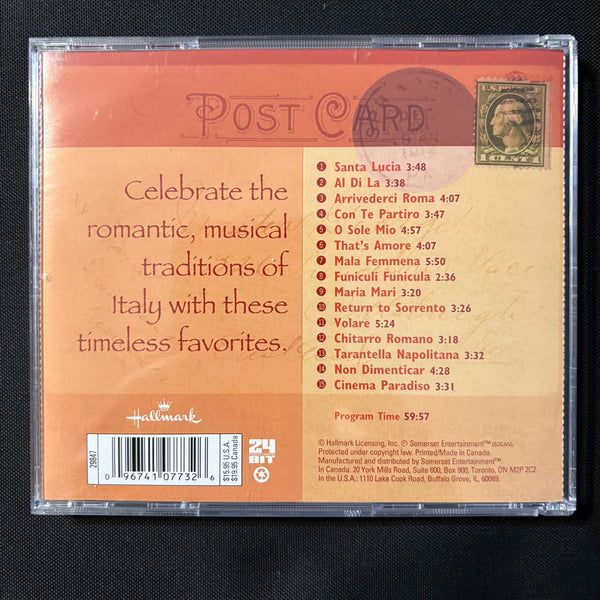 POST CARD
U.S. POSTAGE
1 CENT
Celebrate the
romantic, musical
traditions of
Italy with these
timeless favorites.
1 Santa Lucia 3:48
2 Al Di La 3:38
3 Arrivederci Roma 4:07
4 Con Te Partiro 3:47
5 O Sole Mio 4:57
6 That's Amore 4:07
7 Mala Femmena 5:50
8 Funiculi Funicula 2:36
9 Maria Mari 3:20
10 Return to Sorrento 3:26
11 Volare 5:24
12 Chitarro Romano 3:18
13 Tarantella Napolitana 3:32
14 Non Dimenticar 4:28
15 Cinema Paradiso 3:31
Program Time 59:57
Hallmark
29847
0 96741 07732 6
$15.95 U.S.A.
$19.95 Canada
24
BIT
© Hallmark Licensing, Inc. ℗ Somerset Entertainment™ (SOCAN).
Protected under copyright law. Printed/Made in Canada.
Manufactured and distributed by Somerset Entertainment™.
In Canada: 20 York Mills Road, Suite 600, Box 900, Toronto, ON M2P 2C2.
In the U.S.A.: 1110 Lake Cook Road, Buffalo Grove, IL, 60089.